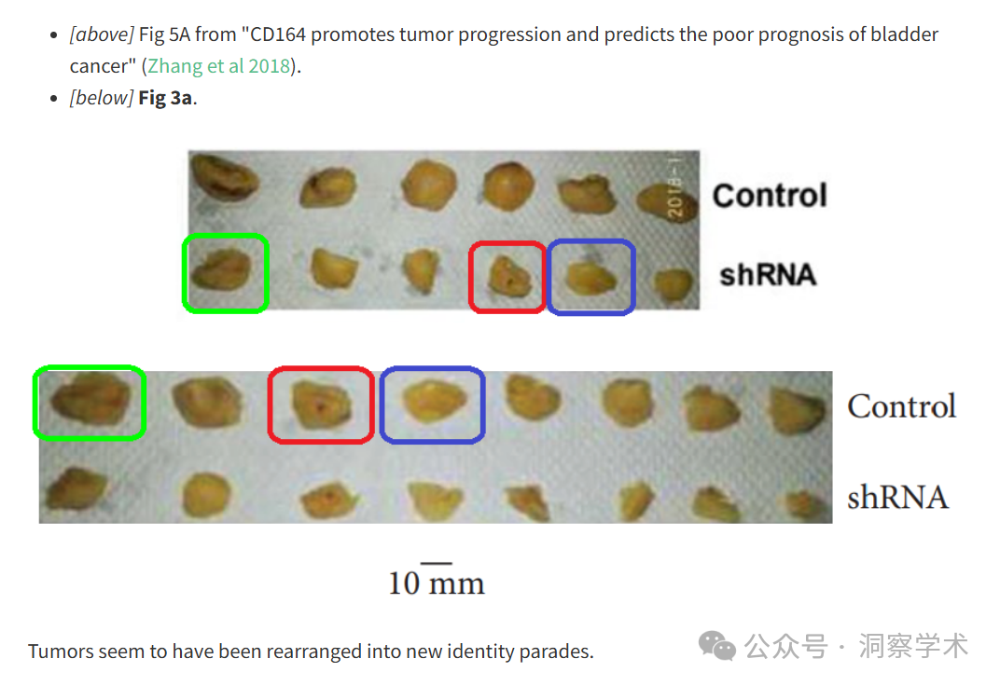 • [above] Fig 5A from "CD164 promotes tumor progression and predicts the poor prognosis of bladder
cancer" (Zhang et al 2018).
• [below] Fig 3a.
Control
2018-1
shRNA
Control
shRNA
10 mm
Tumors seem to have been rearranged into new identity parades.
公众号 · 洞察学术